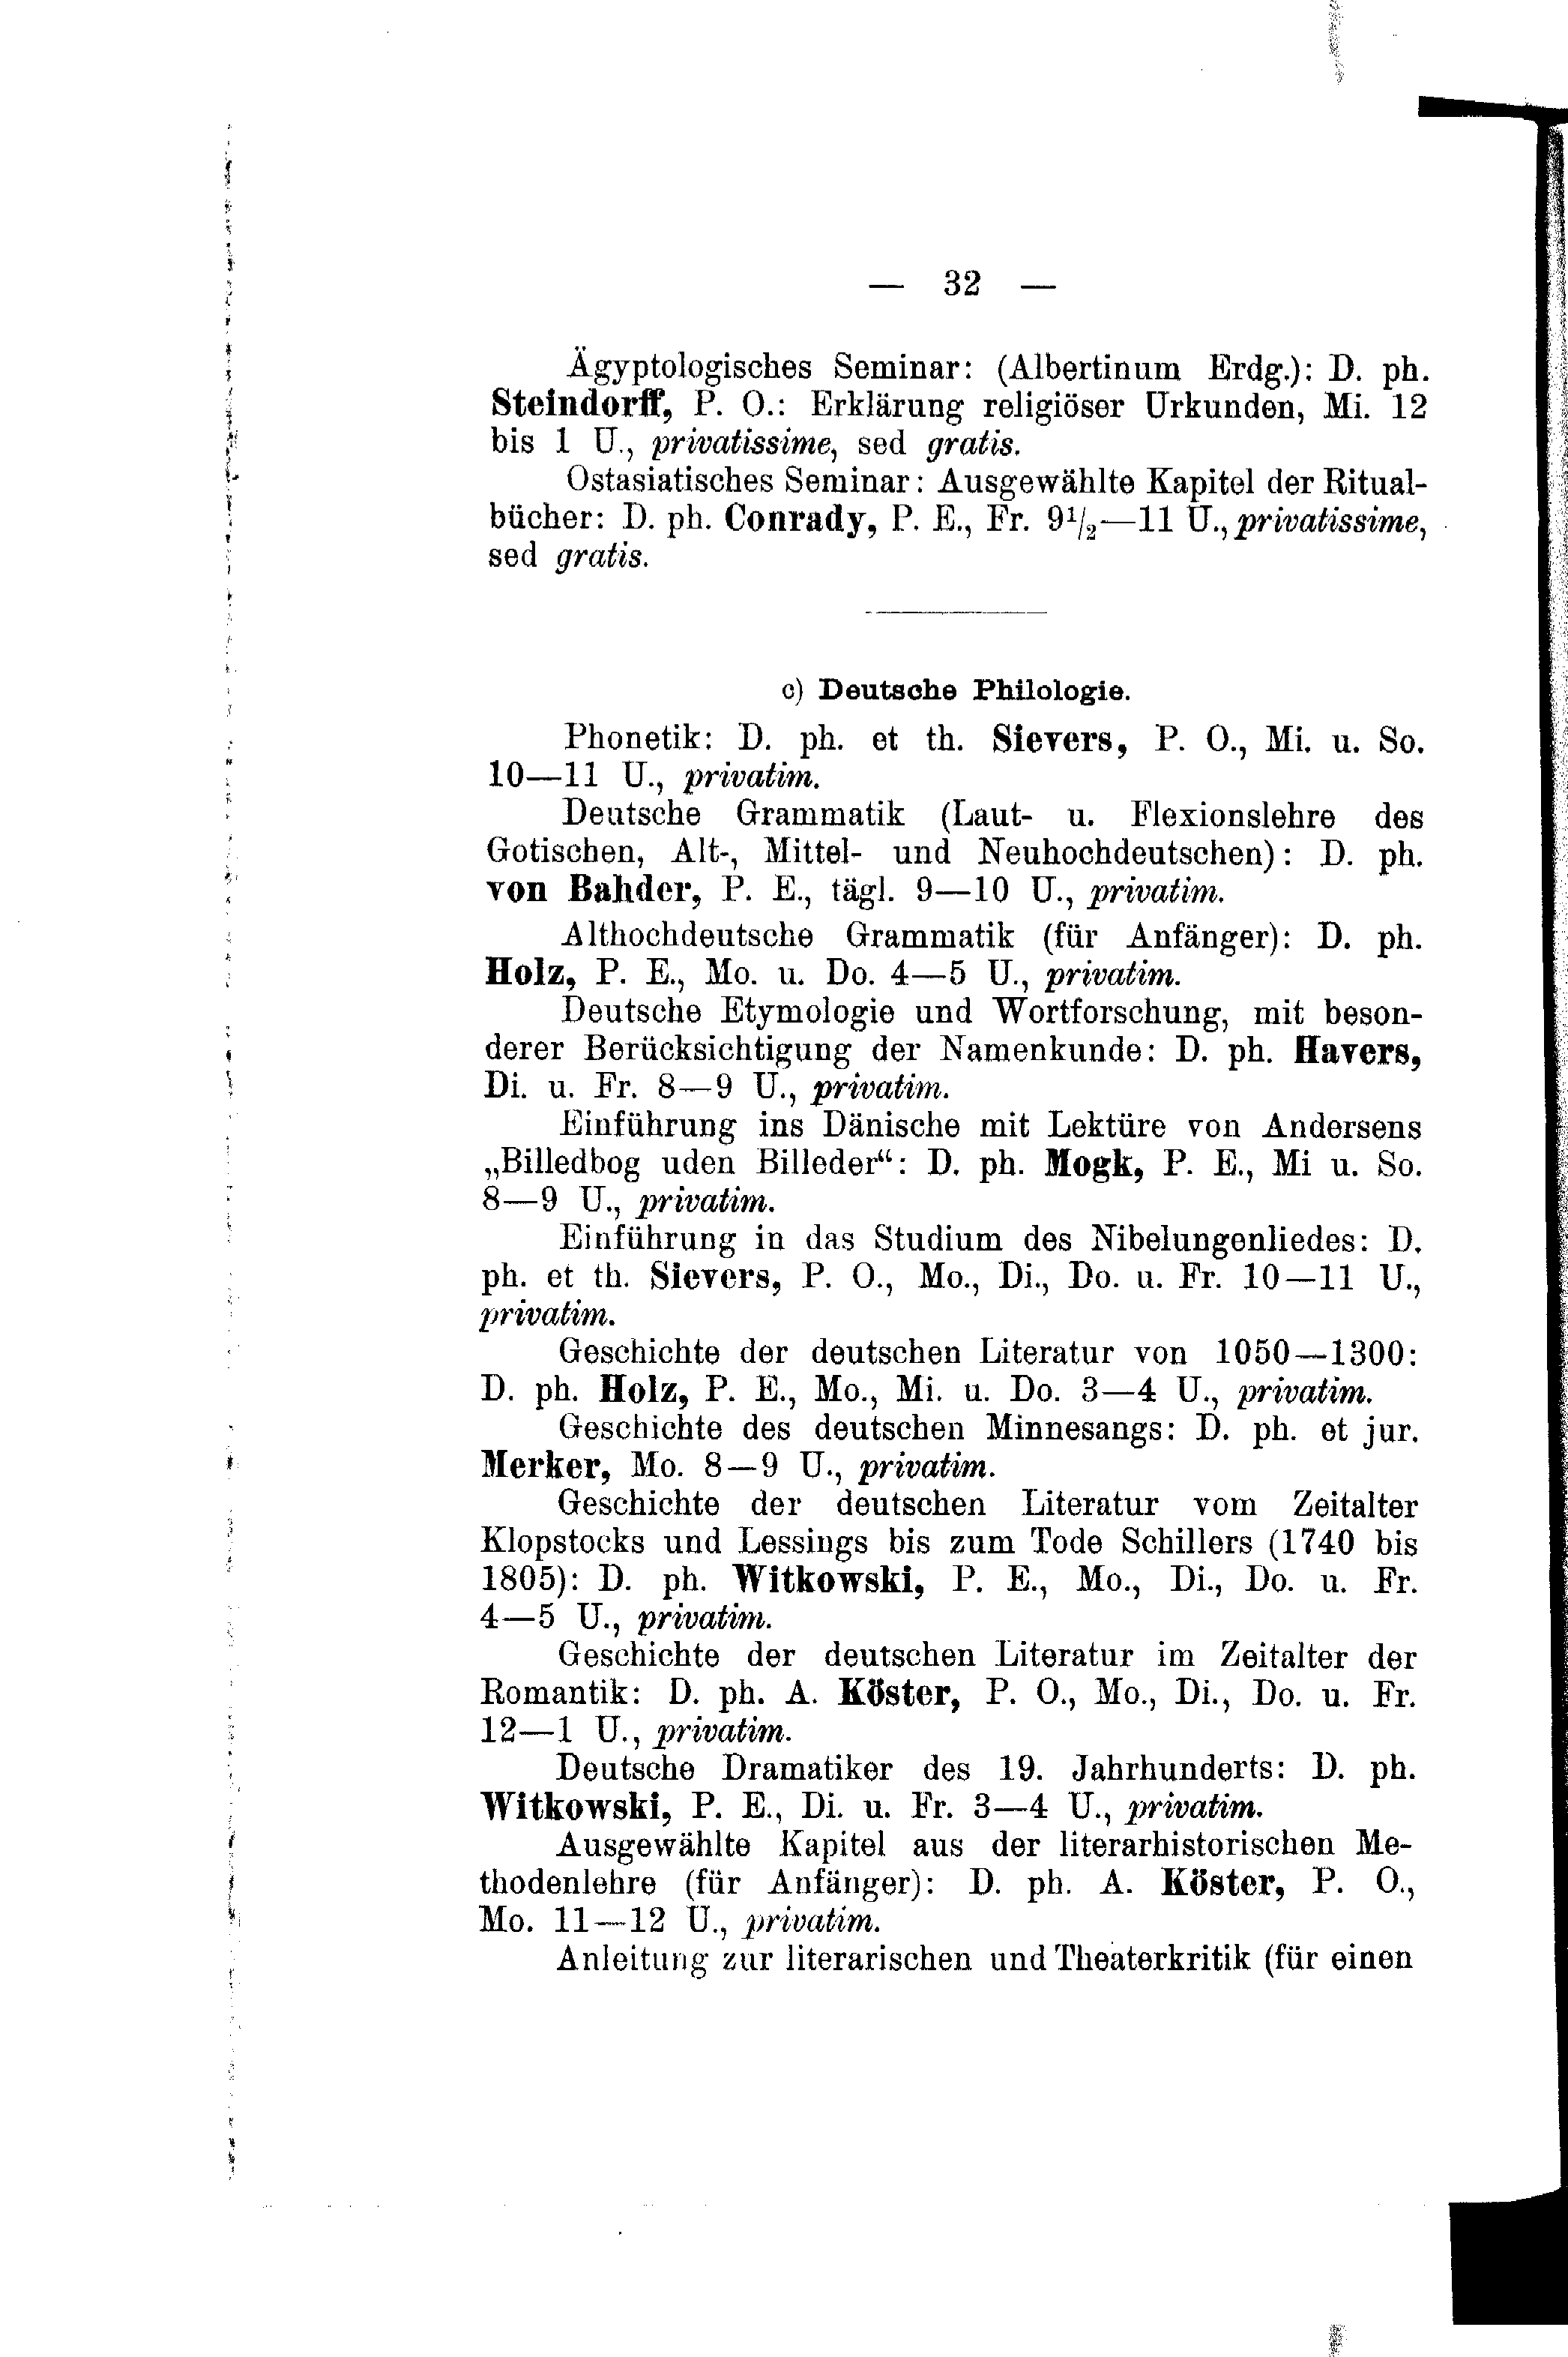 — 32 —
Ägyptologisches Seminar: (Albertinum Erdg.): D. ph.
Steindorff, P. O.: Erklärung religiöser Urkunden, Mi. 12
bis 1 U., privatissime, sed gratis.
Ostasiatisches Seminar: Ausgewählte Kapitel der Ritual-
bücher: D. ph. Conrady, P. E., Fr. 9¹/₂—11 U., privatissime,
sed gratis.
c) Deutsche Philologie.
Phonetik: D. ph. et th. Sievers, P. O., Mi. u. So.
10—11 U., privatim.
Deutsche Grammatik (Laut- u. Flexionslehre des
Gotischen, Alt-, Mittel- und Neuhochdeutschen): D. ph.
von Bahder, P. E., tägl. 9—10 U., privatim.
Althochdeutsche Grammatik (für Anfänger): D. ph.
Holz, P. E., Mo. u. Do. 4—5 U., privatim.
Deutsche Etymologie und Wortforschung, mit beson-
derer Berücksichtigung der Namenkunde: D. ph. Havers,
Di. u. Fr. 8—9 U., privatim.
Einführung ins Dänische mit Lektüre von Andersens
„Billedbog uden Billeder“: D. ph. Mogk, P. E., Mi u. So.
8—9 U., privatim.
Einführung in das Studium des Nibelungenliedes: D.
ph. et th. Sievers, P. O., Mo., Di., Do. u. Fr. 10—11 U.,
privatim.
Geschichte der deutschen Literatur von 1050—1300:
D. ph. Holz, P. E., Mo., Mi. u. Do. 3—4 U., privatim.
Geschichte des deutschen Minnesangs: D. ph. et jur.
Merker, Mo. 8—9 U., privatim.
Geschichte der deutschen Literatur vom Zeitalter
Klopstocks und Lessings bis zum Tode Schillers (1740 bis
1805): D. ph. Witkowski, P. E., Mo., Di., Do. u. Fr.
4—5 U., privatim.
Geschichte der deutschen Literatur im Zeitalter der
Romantik: D. ph. A. Köster, P. O., Mo., Di., Do. u. Fr.
12—1 U., privatim.
Deutsche Dramatiker des 19. Jahrhunderts: D. ph.
Witkowski, P. E., Di. u. Fr. 3—4 U., privatim.
Ausgewählte Kapitel aus der literarhistorischen Me-
thodenlehre (für Anfänger): D. ph. A. Köster, P. O.,
Mo. 11—12 U., privatim.
Anleitung zur literarischen und Theaterkritik (für einen